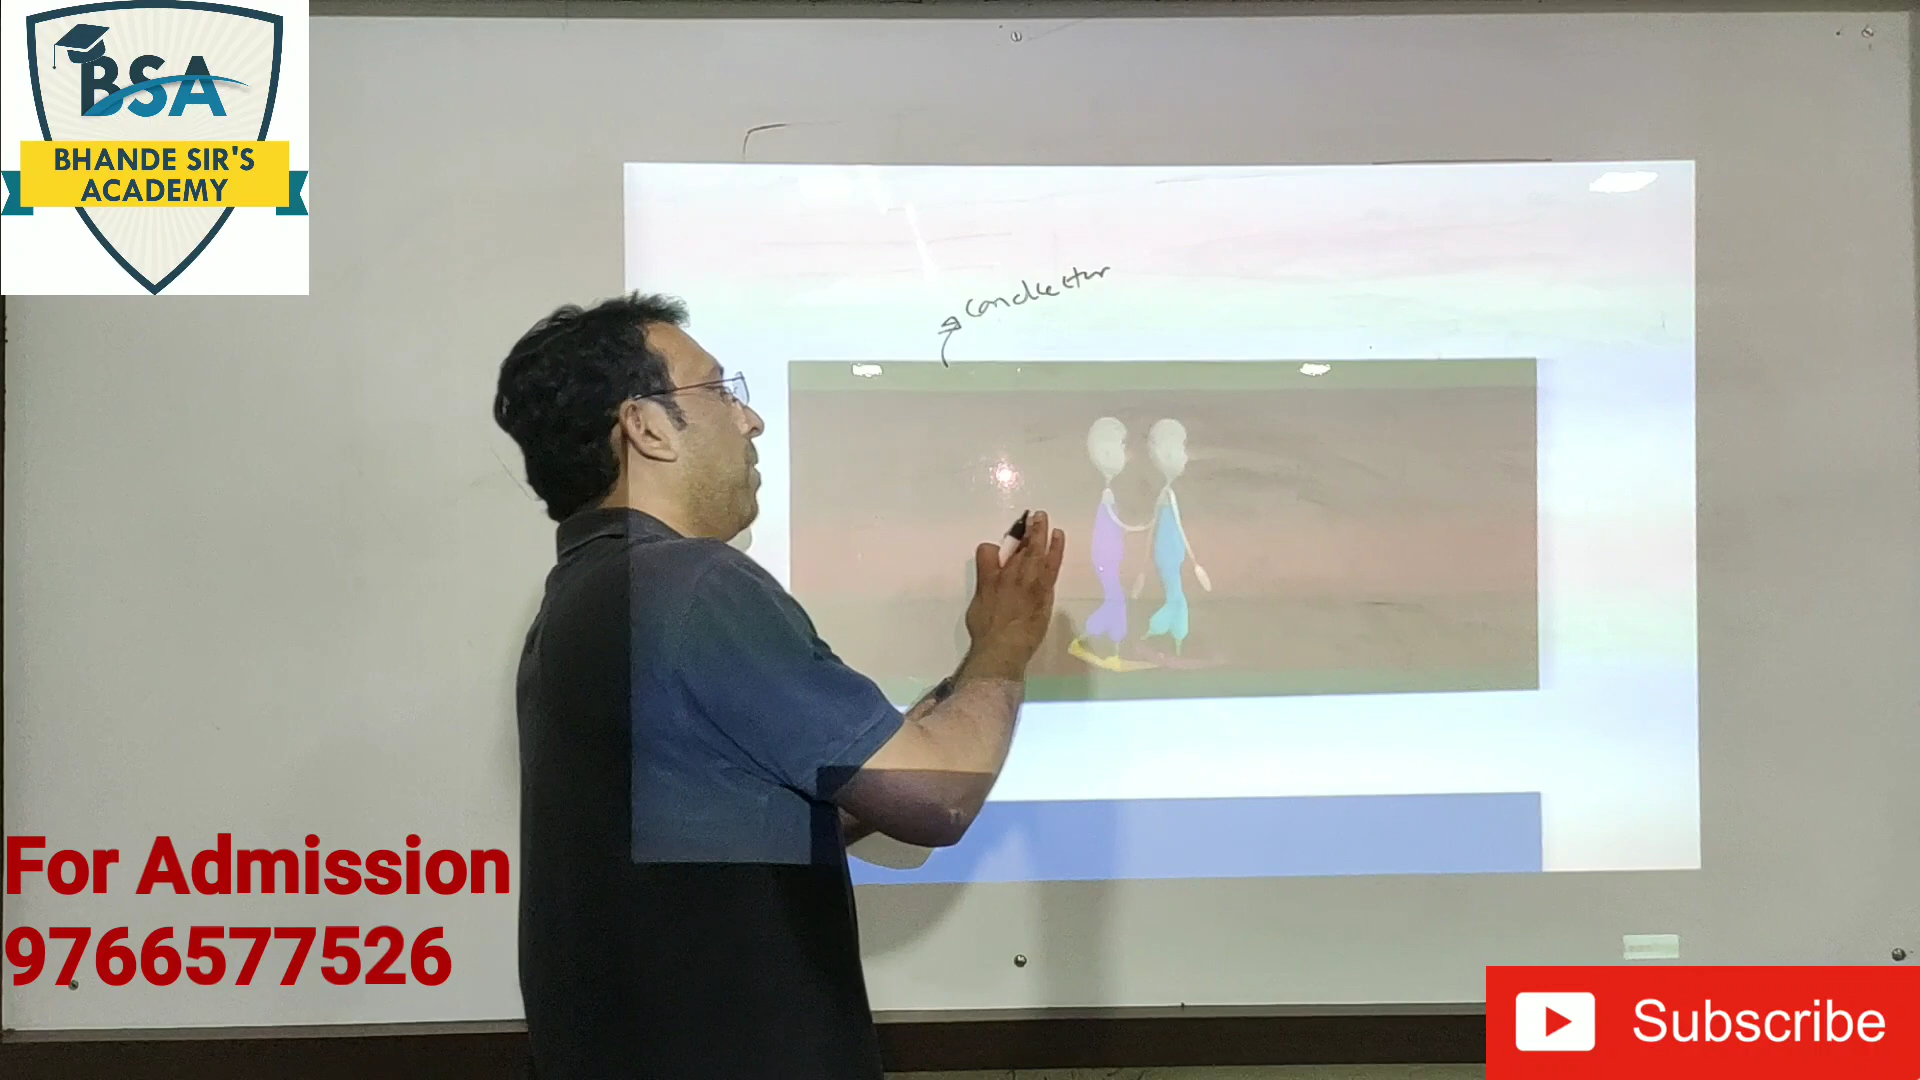 BSA
BHANDE SIR'S
ACADEMY
conductor
For Admission
9766577526
Subscribe